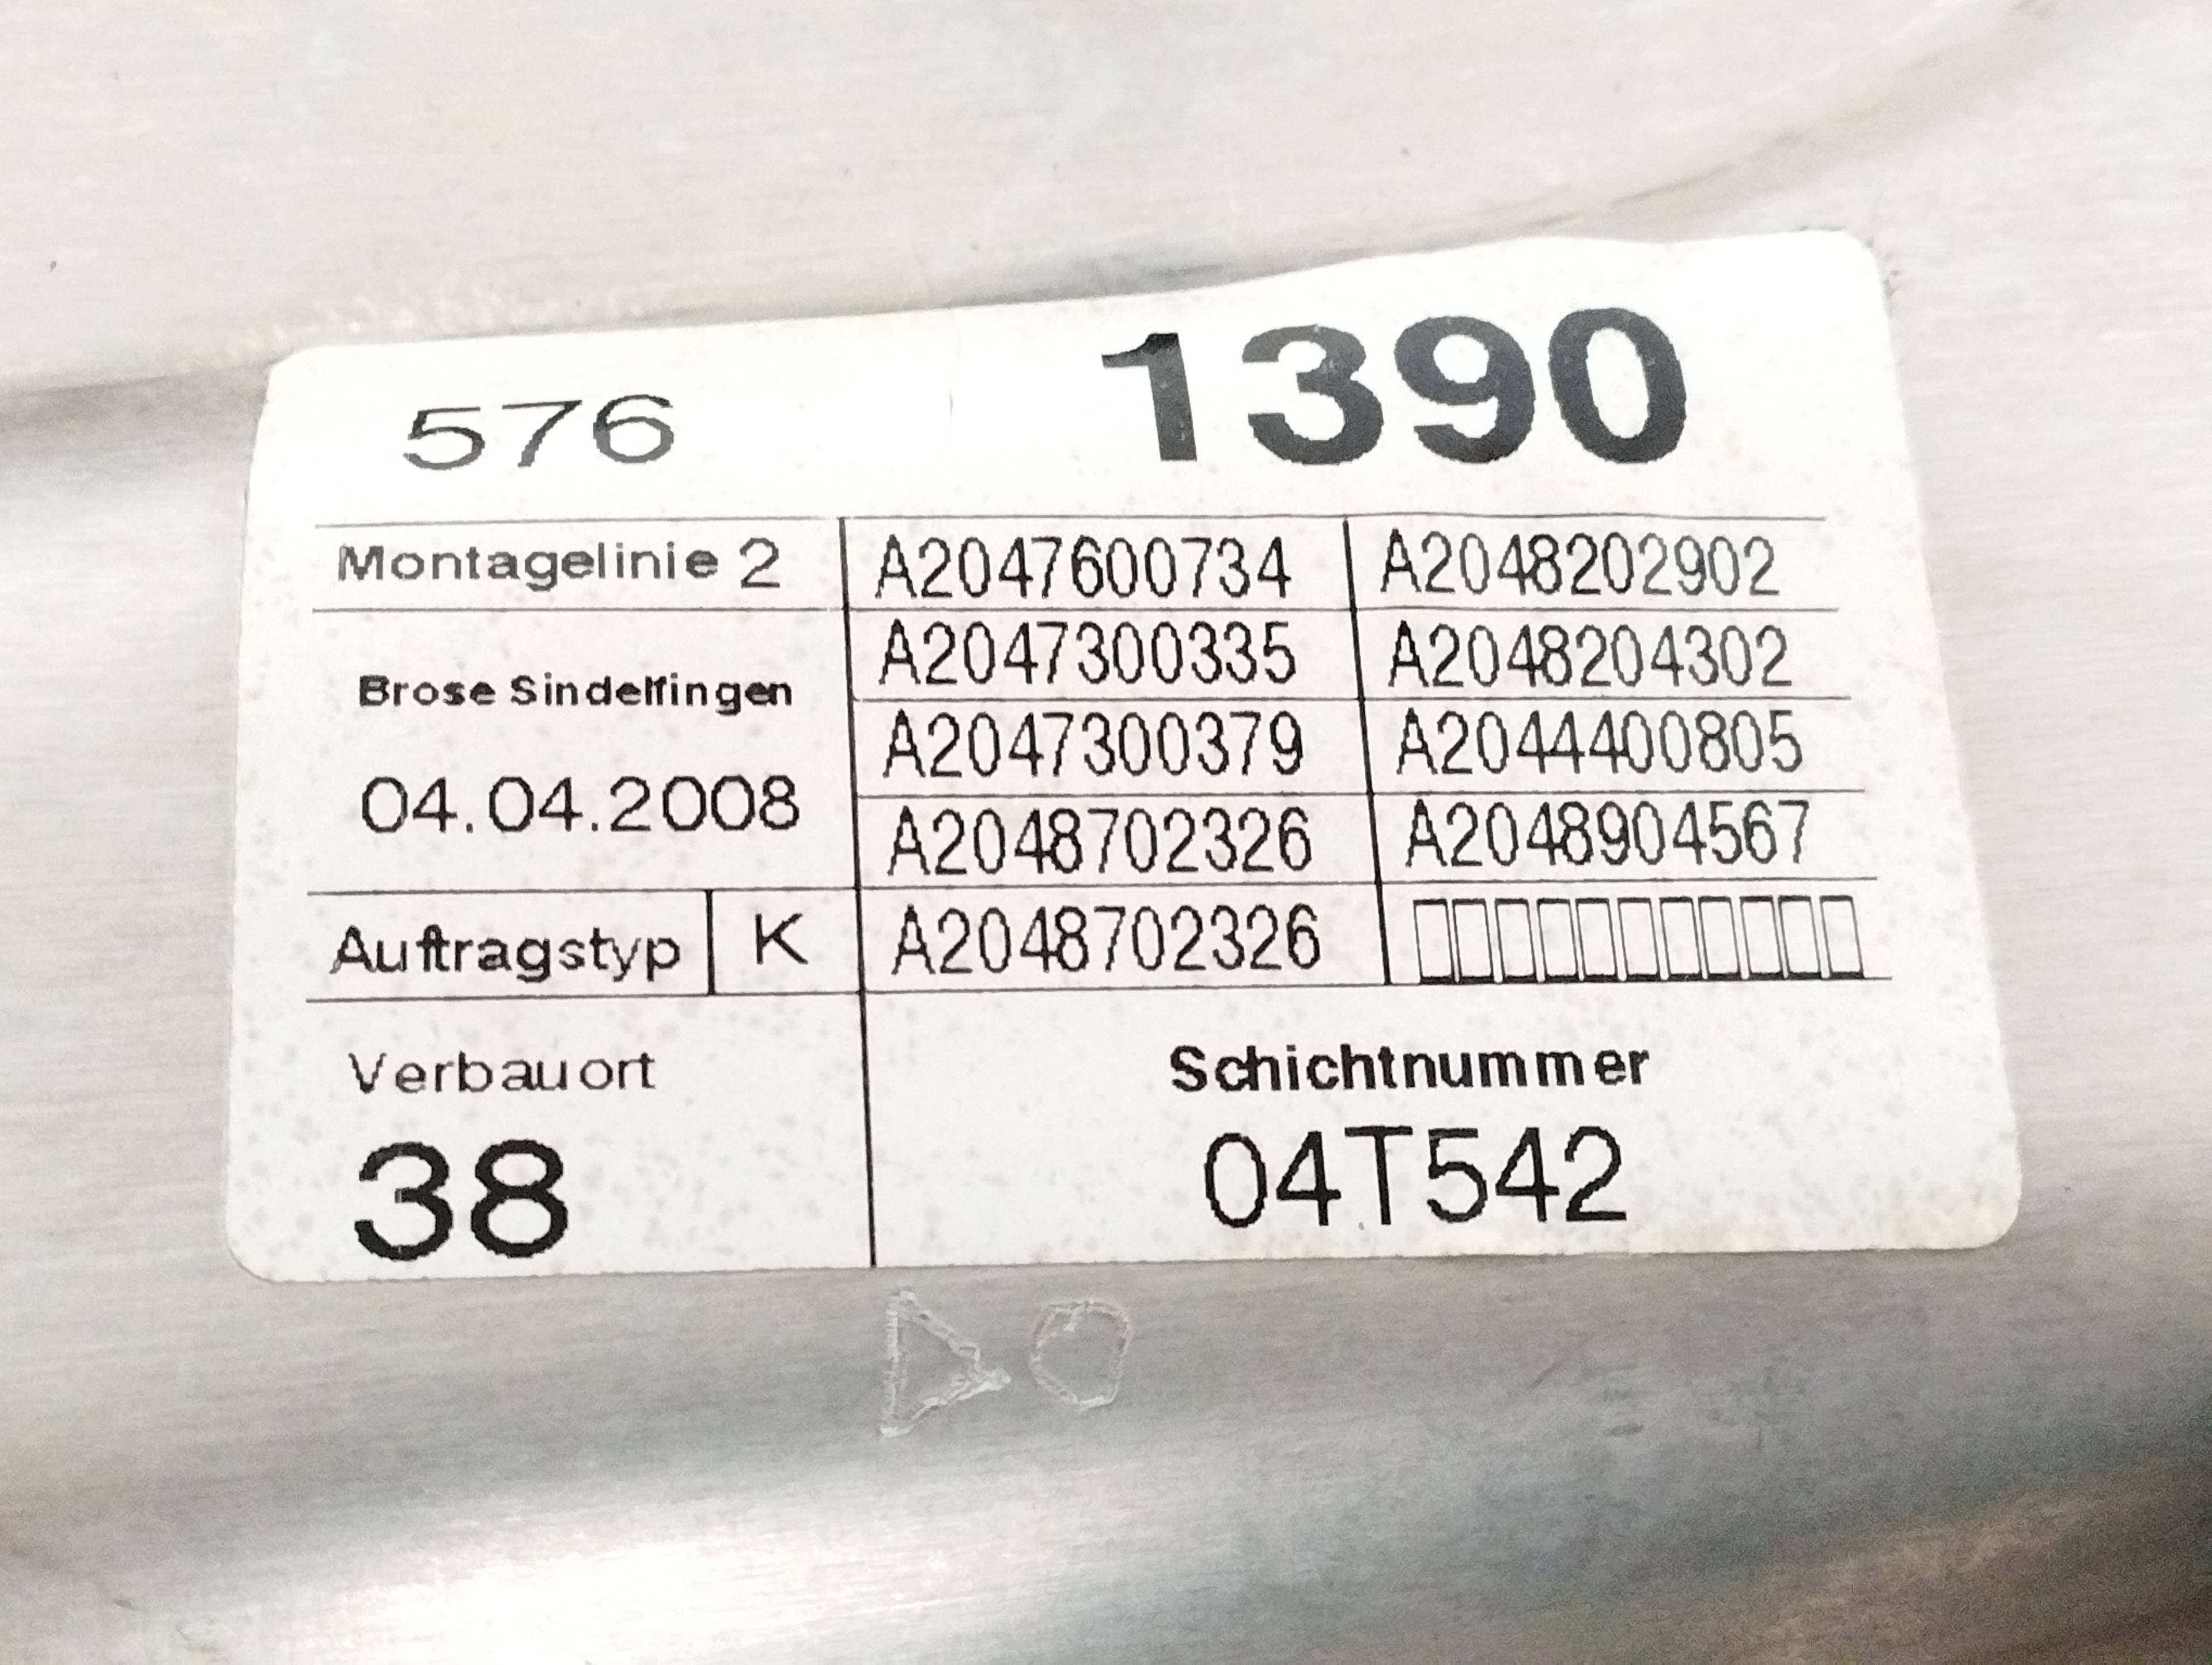 576 1390
Montagelinie 2 A2047600734 A2048202902
A2047300335 A2048204302
Brose Sindelfingen
A2047300379 A2044400805
04.04.2008
A2048702326 A2048904567
Auftragstyp K A2048702326
Verbauort Schichtnummer
38 04T542